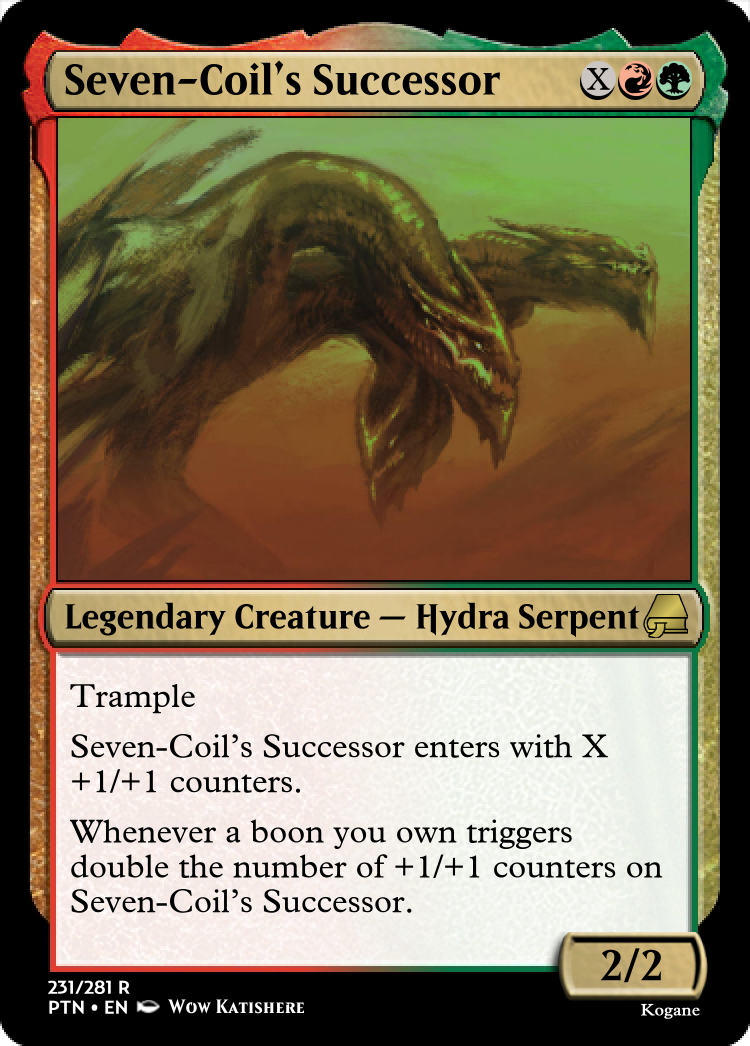 Seven-Coil's Successor X
Legendary Creature — Hydra Serpent
Trample
Seven-Coil's Successor enters with X
+1/+1 counters.
Whenever a boon you own triggers
double the number of +1/+1 counters on
Seven-Coil's Successor.
2/2
231/281 R
PTN • EN Wow Katishere
Kogane